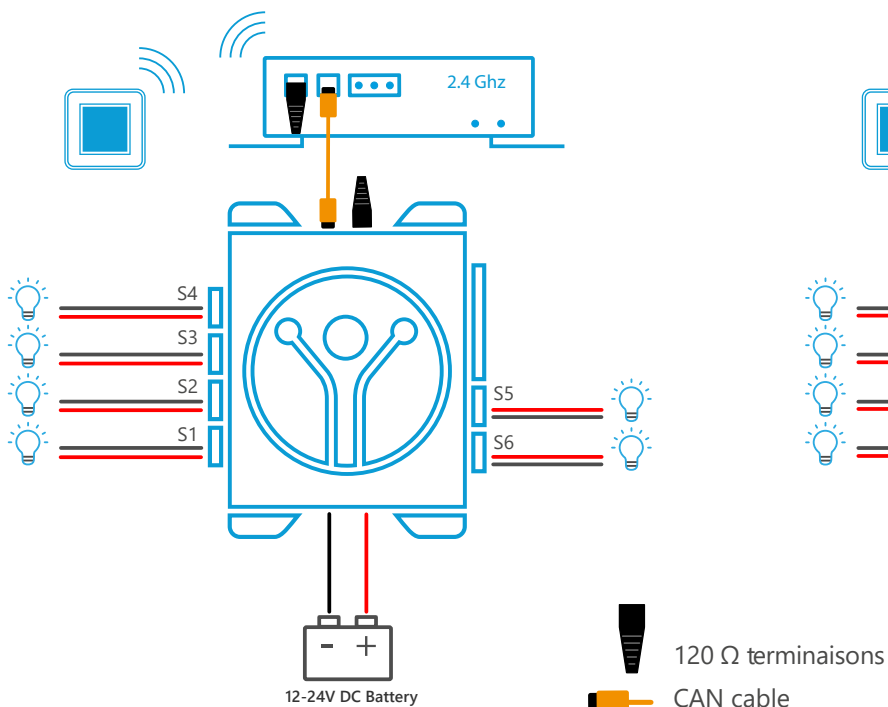 2.4 Ghz
S4
S3
S2
S1
S5
S6
- +
12-24V DC Battery
120 Ω terminaisons
CAN cable